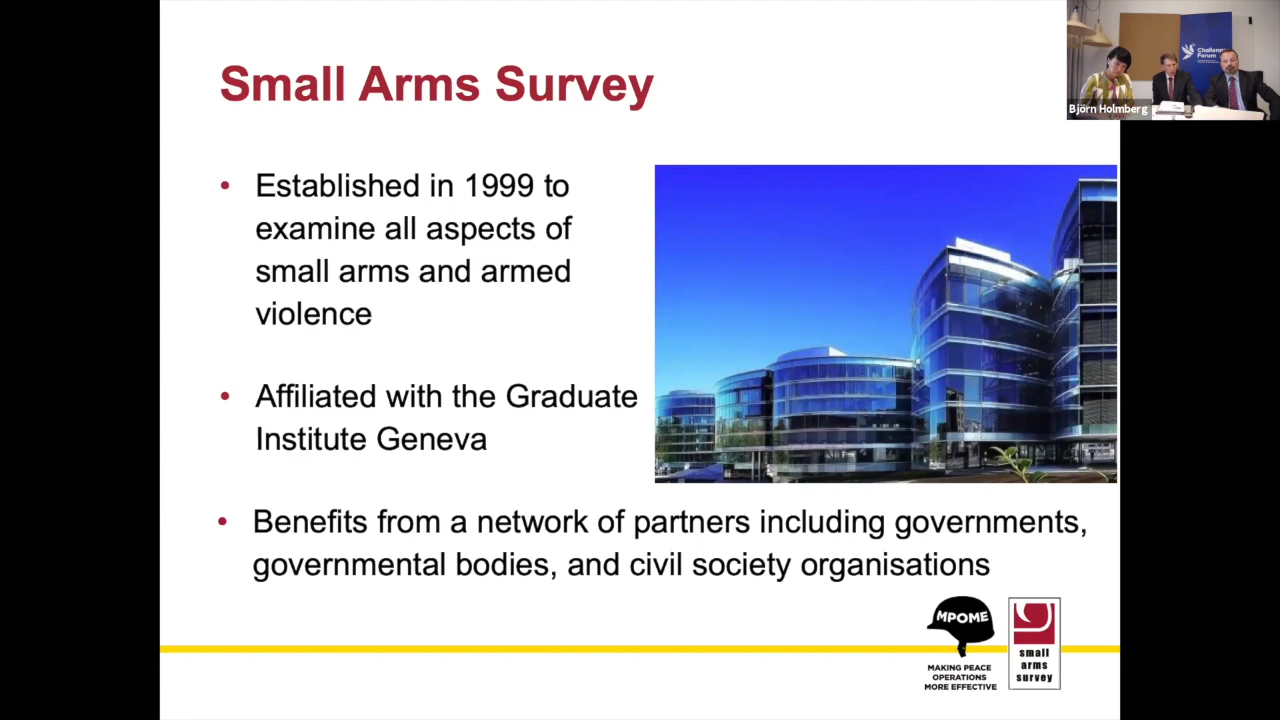 Small Arms Survey
Challenges
Forum
Björn Holmberg
• Established in 1999 to
examine all aspects of
small arms and armed
violence
• Affiliated with the Graduate
Institute Geneva
• Benefits from a network of partners including governments,
governmental bodies, and civil society organisations
MPOME
MAKING PEACE
OPERATIONS
MORE EFFECTIVE
small
arms
survey